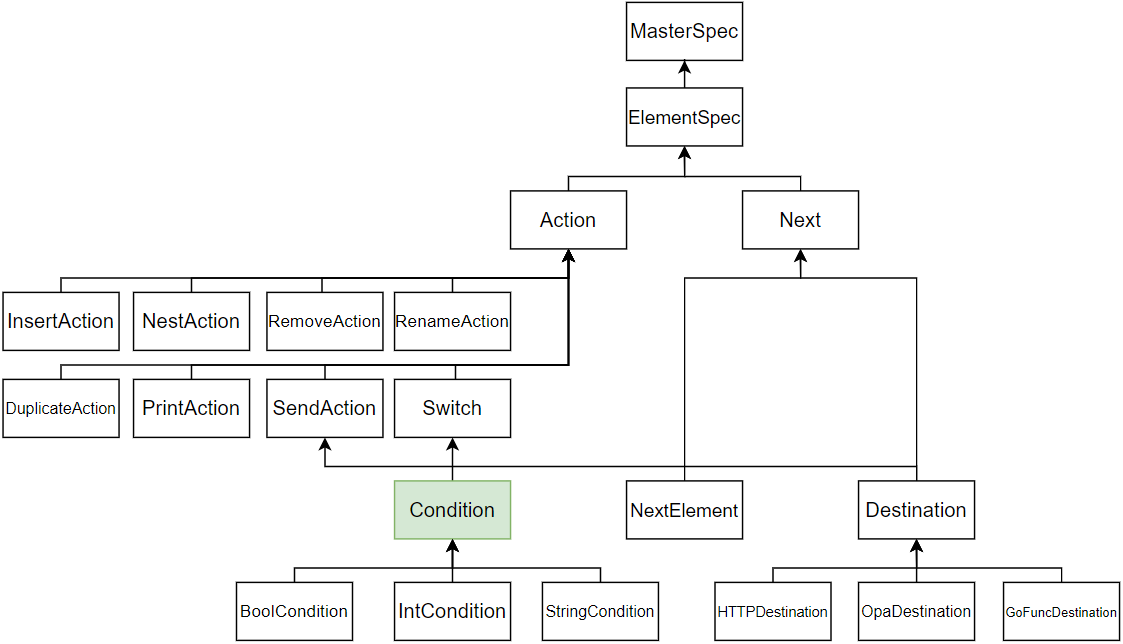 MasterSpec
ElementSpec
Action
Next
InsertAction
NestAction
RemoveAction
RenameAction
DuplicateAction
PrintAction
SendAction
Switch
Condition
NextElement
Destination
BoolCondition
IntCondition
StringCondition
HTTPDestination
OpaDestination
GoFuncDestination